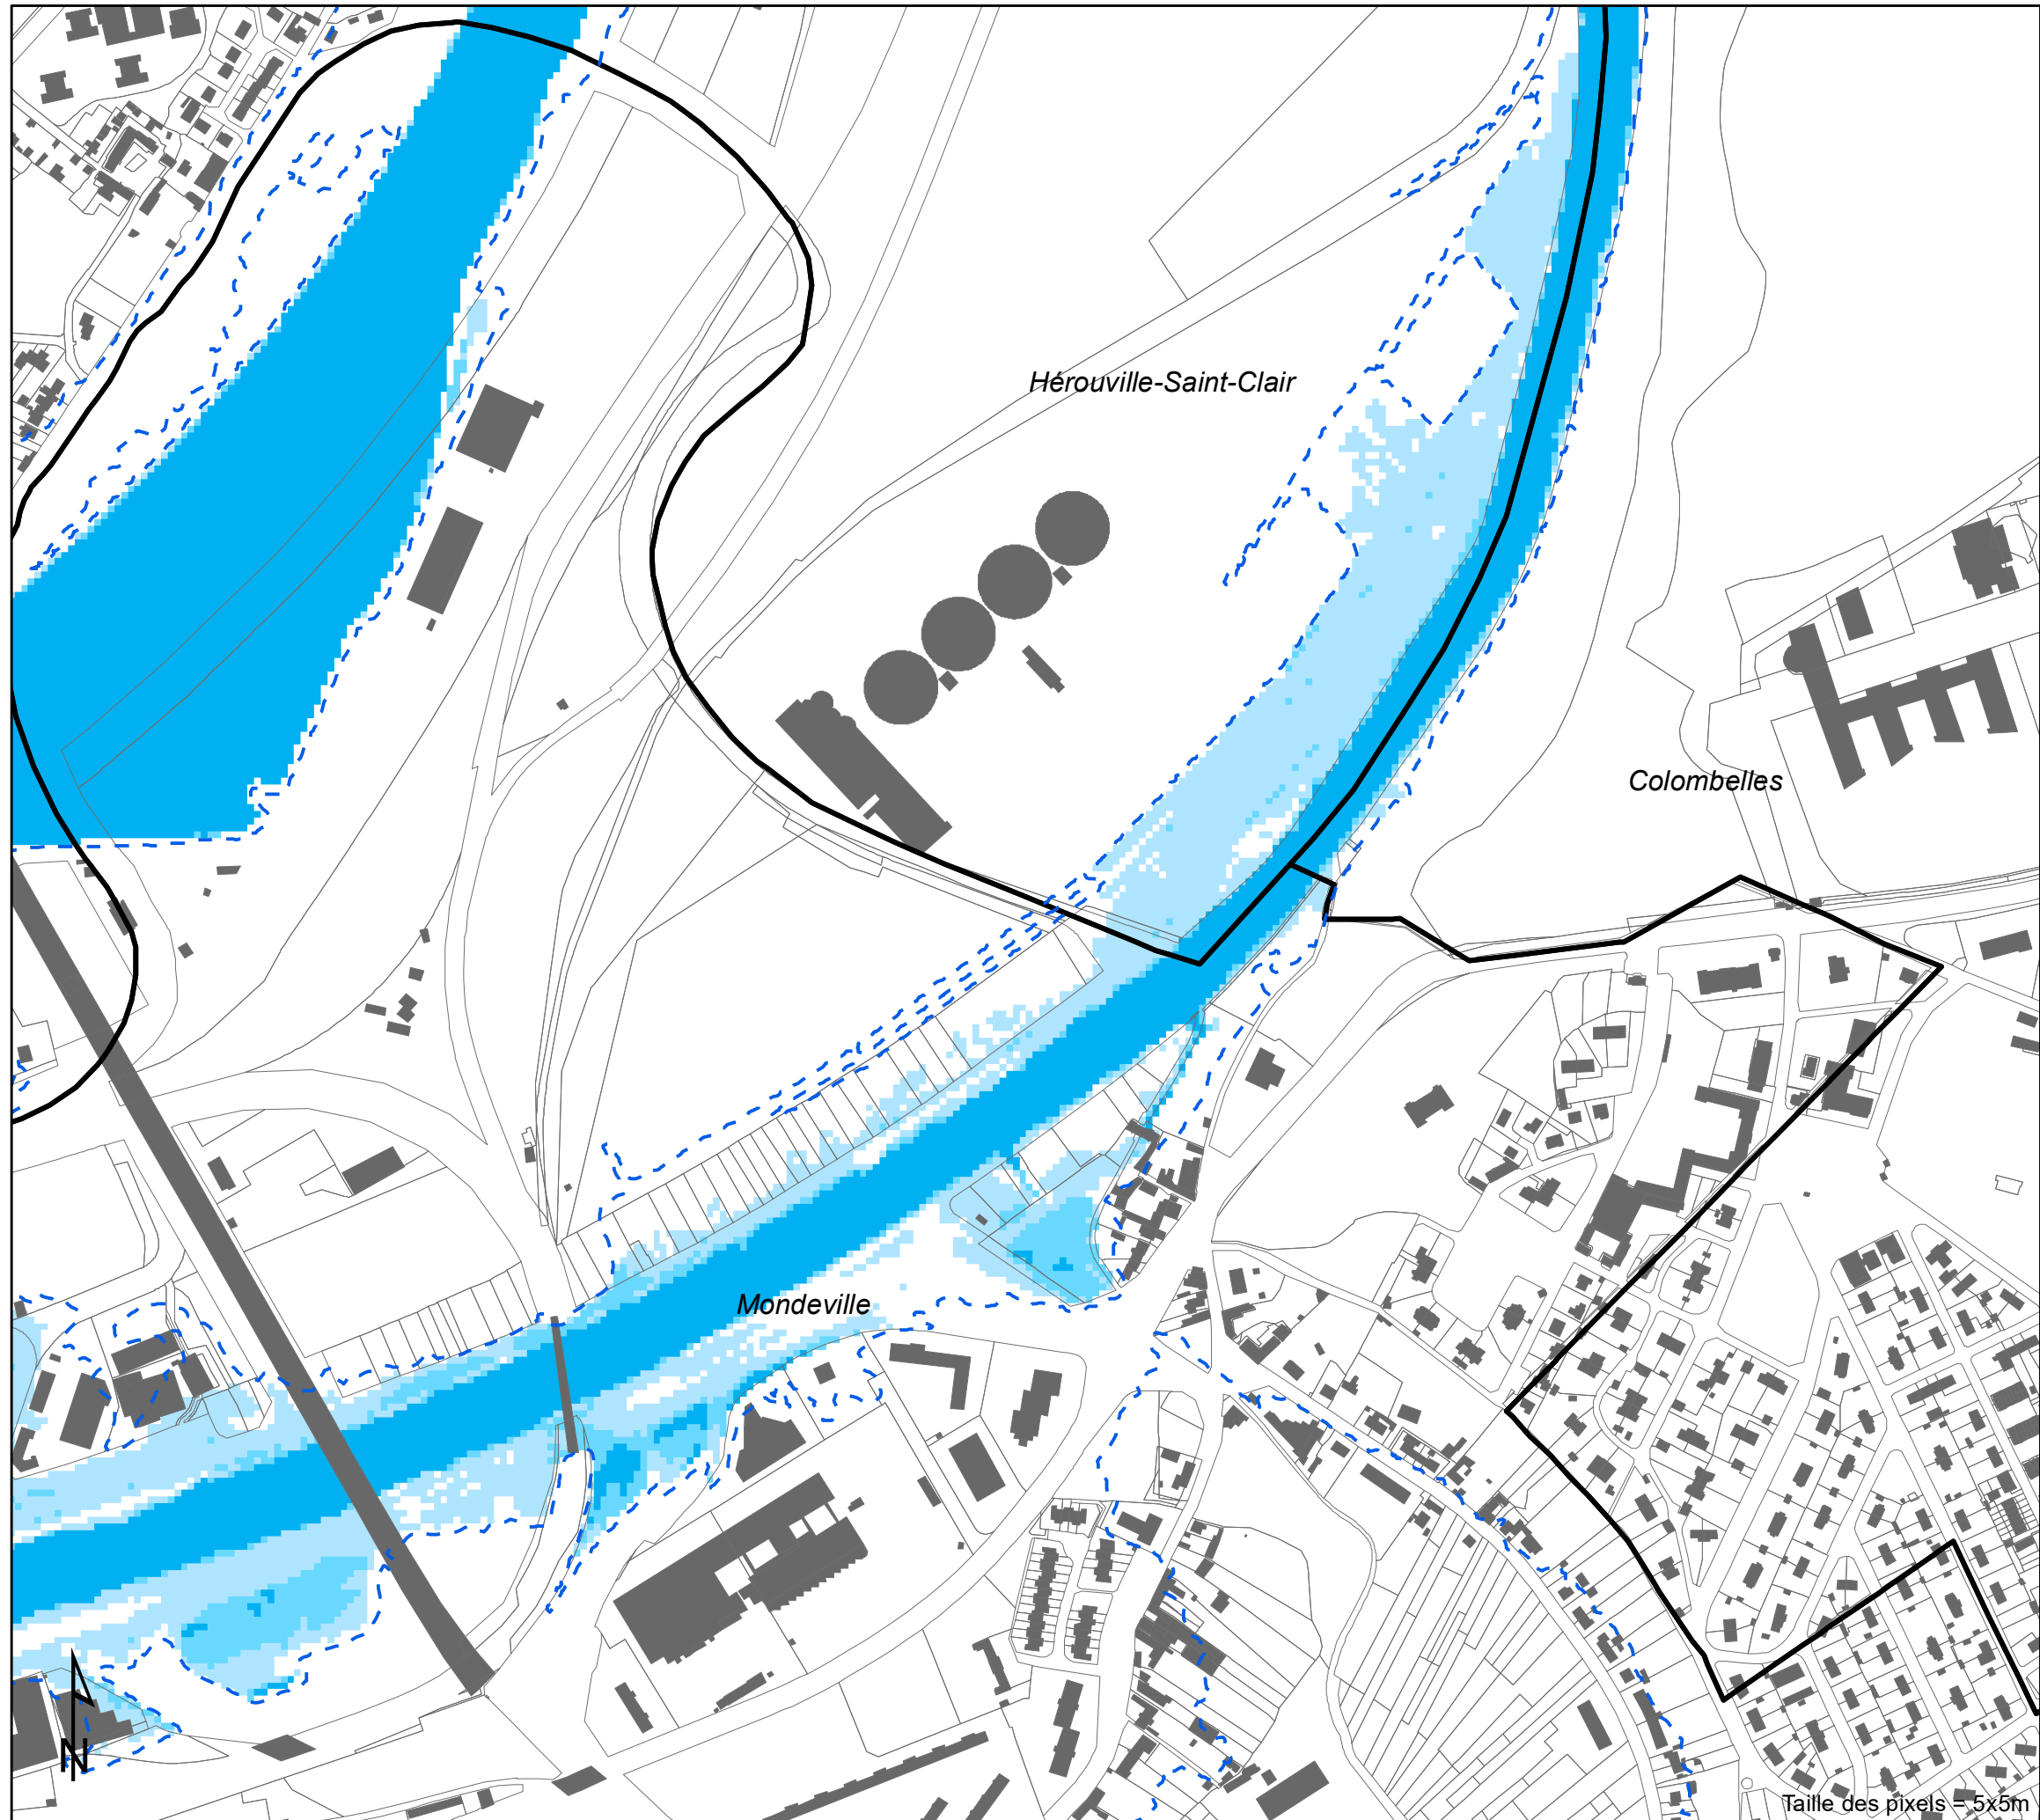 Hérouville-Saint-Clair
Colombelles
Mondeville
N
Taille des pixels = 5x5m